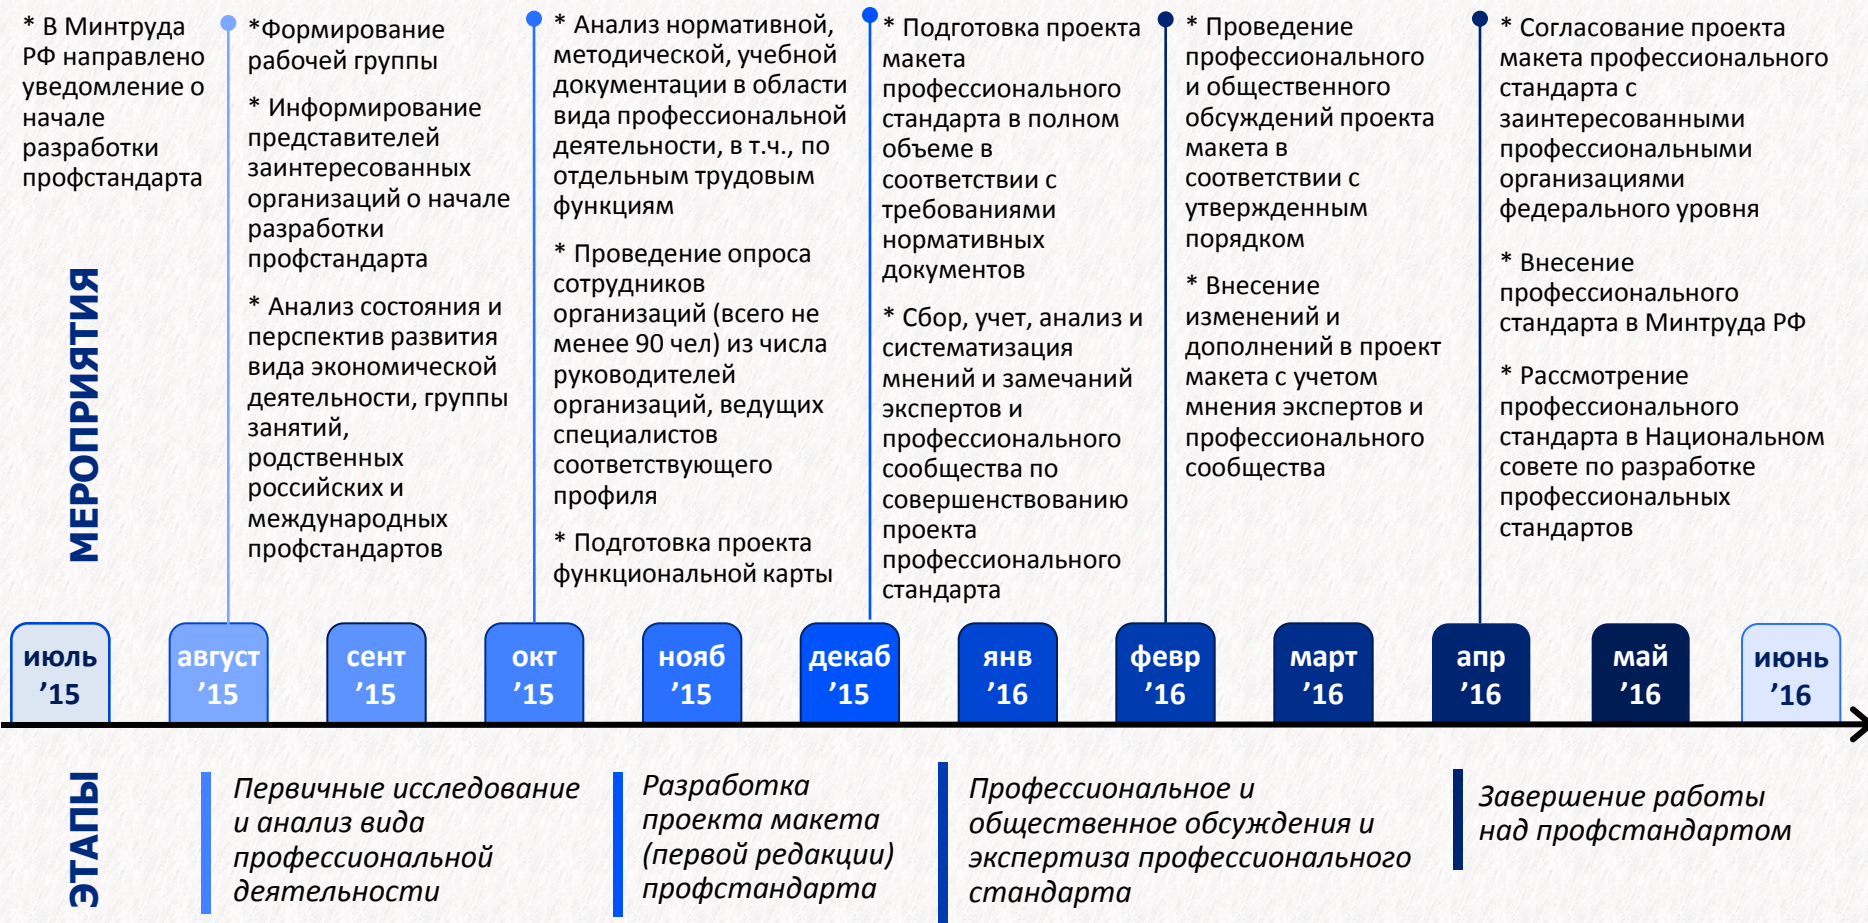 * В Минтруда
РФ направлено
уведомление о
начале
разработки
профстандарта
*Формирование
рабочей группы
* Информирование
представителей
заинтересованных
организаций о начале
разработки
профстандарта
* Анализ состояния и
перспектив развития
вида экономической
деятельности, группы
занятий,
родственных
российских и
международных
профстандартов
* Анализ нормативной,
методической, учебной
документации в области
вида профессиональной
деятельности, в т.ч., по
отдельным трудовым
функциям
* Проведение опроса
сотрудников
организаций (всего не
менее 90 чел) из числа
руководителей
организаций, ведущих
специалистов
соответствующего
профиля
* Подготовка проекта
функциональной карты
* Подготовка проекта
макета
профессионального
стандарта в полном
объеме в
соответствии с
требованиями
нормативных
документов
* Сбор, учет, анализ и
систематизация
мнений и замечаний
экспертов и
профессионального
сообщества по
совершенствованию
проекта
профессионального
стандарта
* Проведение
профессионального
и общественного
обсуждений проекта
макета в
соответствии с
утвержденным
порядком
* Внесение
изменений и
дополнений в проект
макета с учетом
мнения экспертов и
профессионального
сообщества
* Согласование проекта
макета профессионального
стандарта с
заинтересованными
профессиональными
организациями
федерального уровня
* Внесение
профессионального
стандарта в Минтруда РФ
* Рассмотрение
профессионального
стандарта в Национальном
совете по разработке
профессиональных
стандартов
МЕРОПРИЯТИЯ
июль
’15
август
’15
сент
’15
окт
’15
нояб
’15
декаб
’15
янв
’16
февр
’16
март
’16
апр
’16
май
’16
июнь
’16
ЭТАПЫ
Первичные исследование
и анализ вида
профессиональной
деятельности
Разработка
проекта макета
(первой редакции)
профстандарта
Профессиональное и
общественное обсуждения и
экспертиза профессионального
стандарта
Завершение работы
над профстандартом